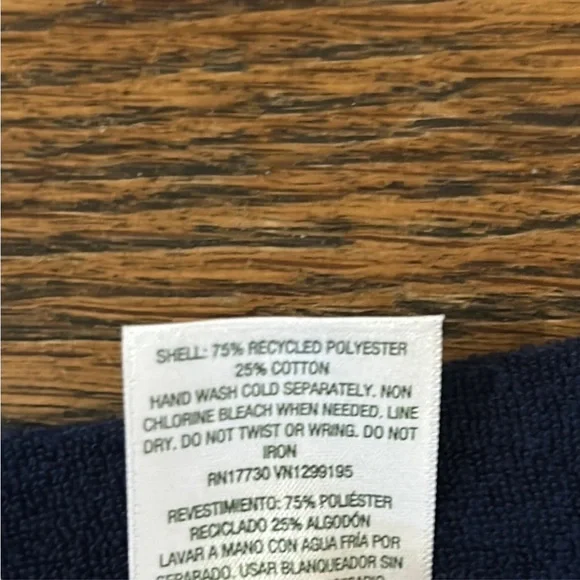 SHELL: 75% RECYCLED POLYESTER
25% COTTON
HAND WASH COLD SEPARATELY. NON
CHLORINE BLEACH WHEN NEEDED. LINE
DRY. DO NOT TWIST OR WRING. DO NOT
IRON
RN17730 VN1299195
REVESTIMIENTO: 75% POLIÉSTER
RECICLADO 25% ALGODÓN
LAVAR A MANO CON AGUA FRÍA POR
SEPARADO. USAR BLANQUEADOR SIN